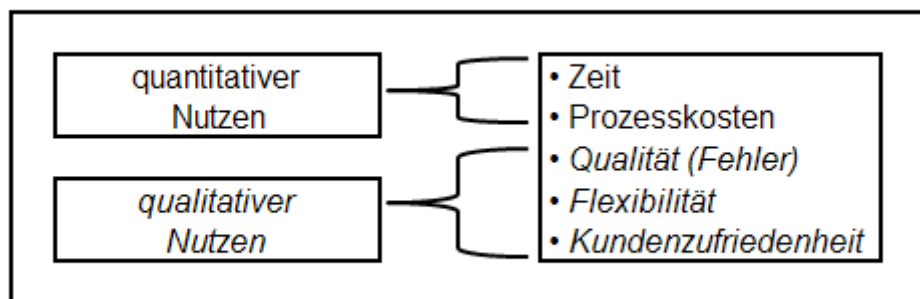 quantitativer
Nutzen
qualitativer
Nutzen
• Zeit
• Prozesskosten
• Qualität (Fehler)
• Flexibilität
• Kundenzufriedenheit